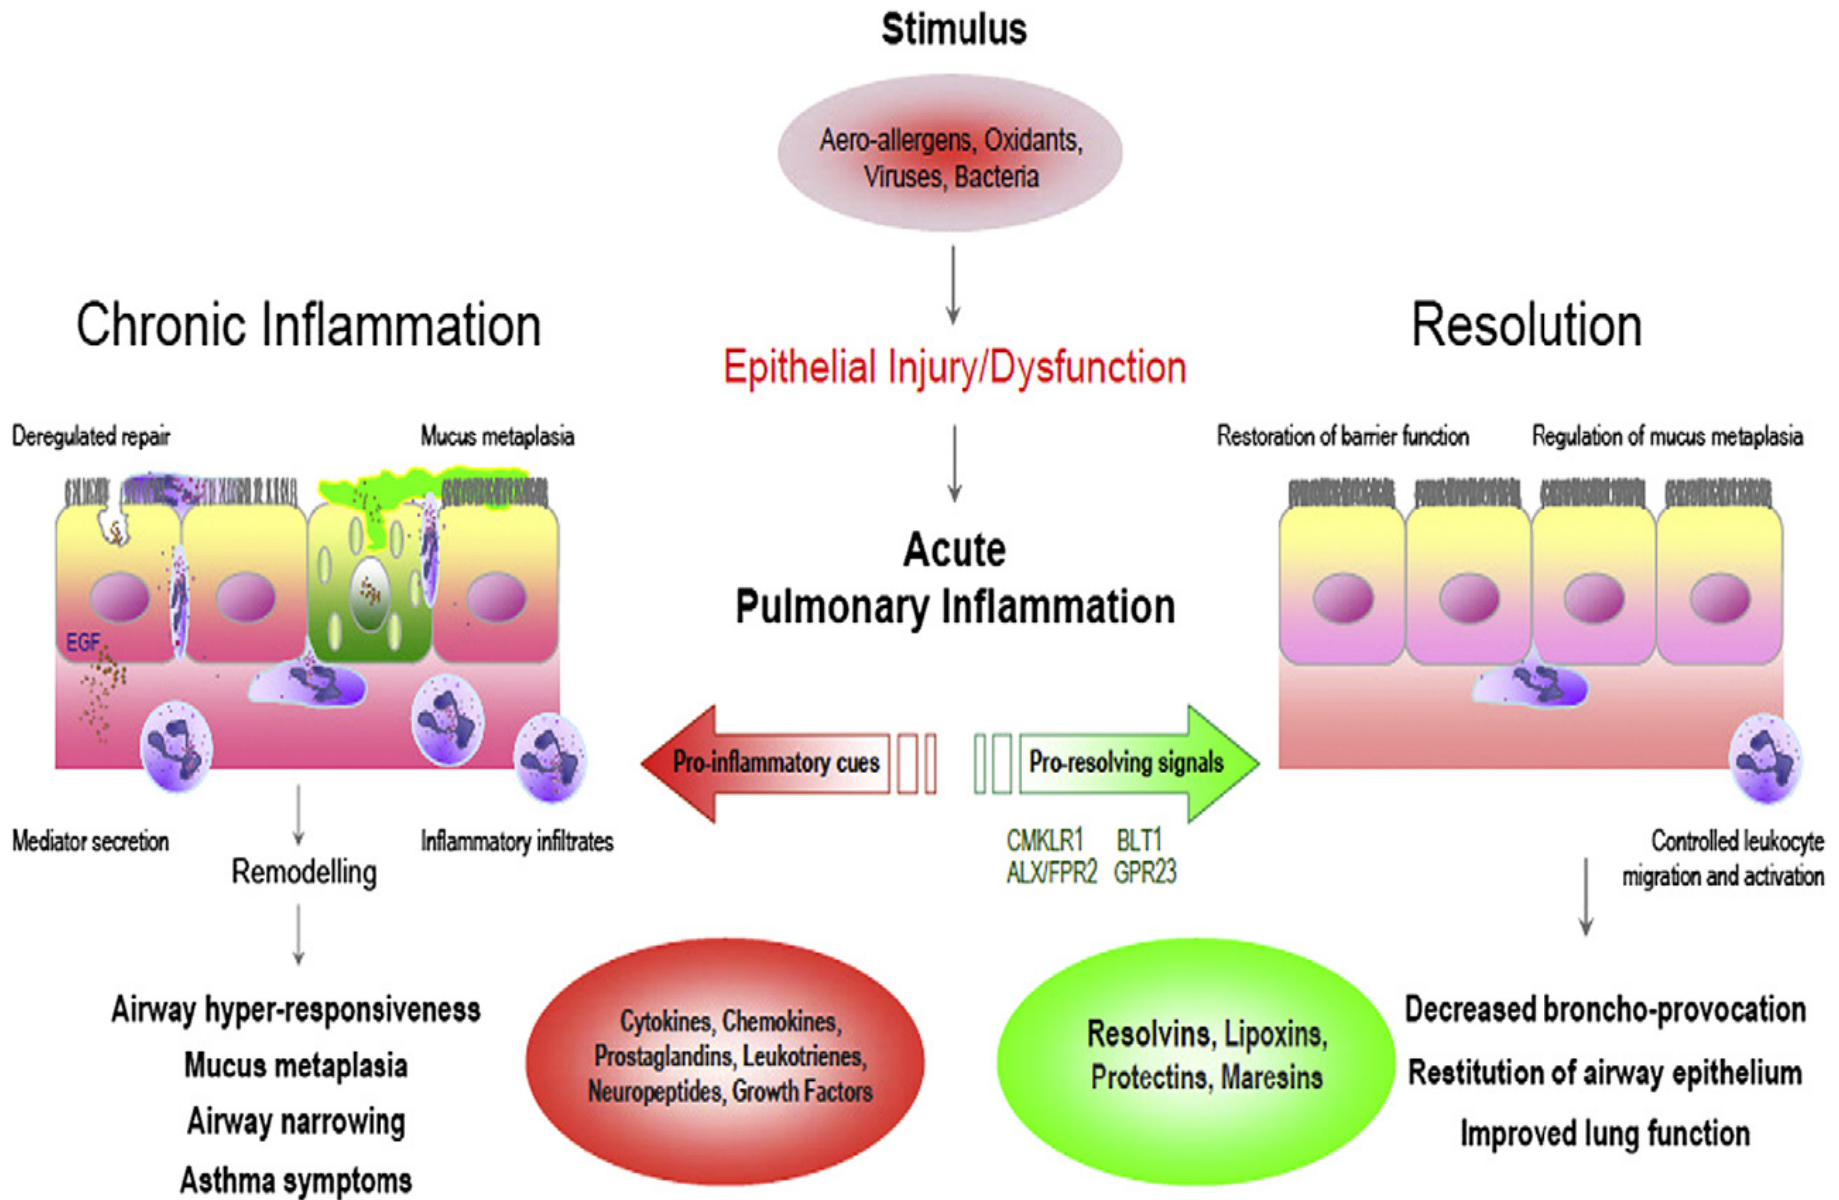 Stimulus
Aero-allergens, Oxidants,
Viruses, Bacteria
Epithelial Injury/Dysfunction
Acute
Pulmonary Inflammation
Chronic Inflammation
Deregulated repair
Mucus metaplasia
EGF
Mediator secretion
Inflammatory infiltrates
Remodelling
Airway hyper-responsiveness
Mucus metaplasia
Airway narrowing
Asthma symptoms
Pro-inflammatory cues
Cytokines, Chemokines,
Prostaglandins, Leukotrienes,
Neuropeptides, Growth Factors
Pro-resolving signals
CMKLR1 BLT1
ALX/FPR2 GPR23
Resolvins, Lipoxins,
Protectins, Maresins
Resolution
Restoration of barrier function
Regulation of mucus metaplasia
Controlled leukocyte
migration and activation
Decreased broncho-provocation
Restitution of airway epithelium
Improved lung function